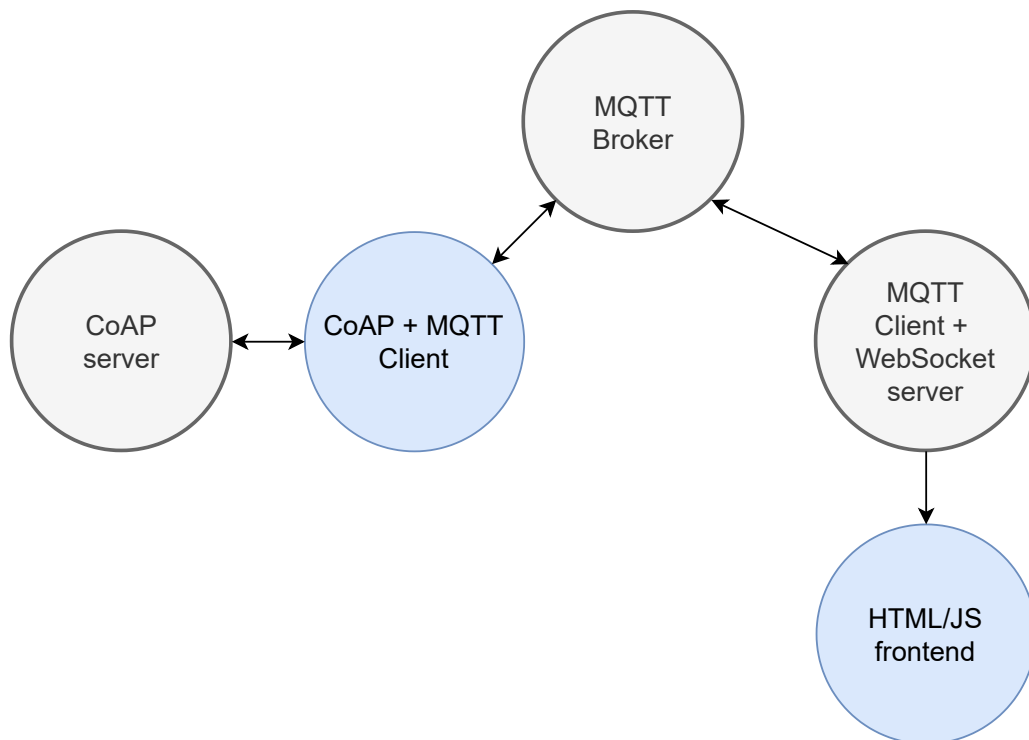 MQTT
Broker
CoAP
server
CoAP + MQTT
Client
MQTT
Client +
WebSocket
server
HTML/JS
frontend